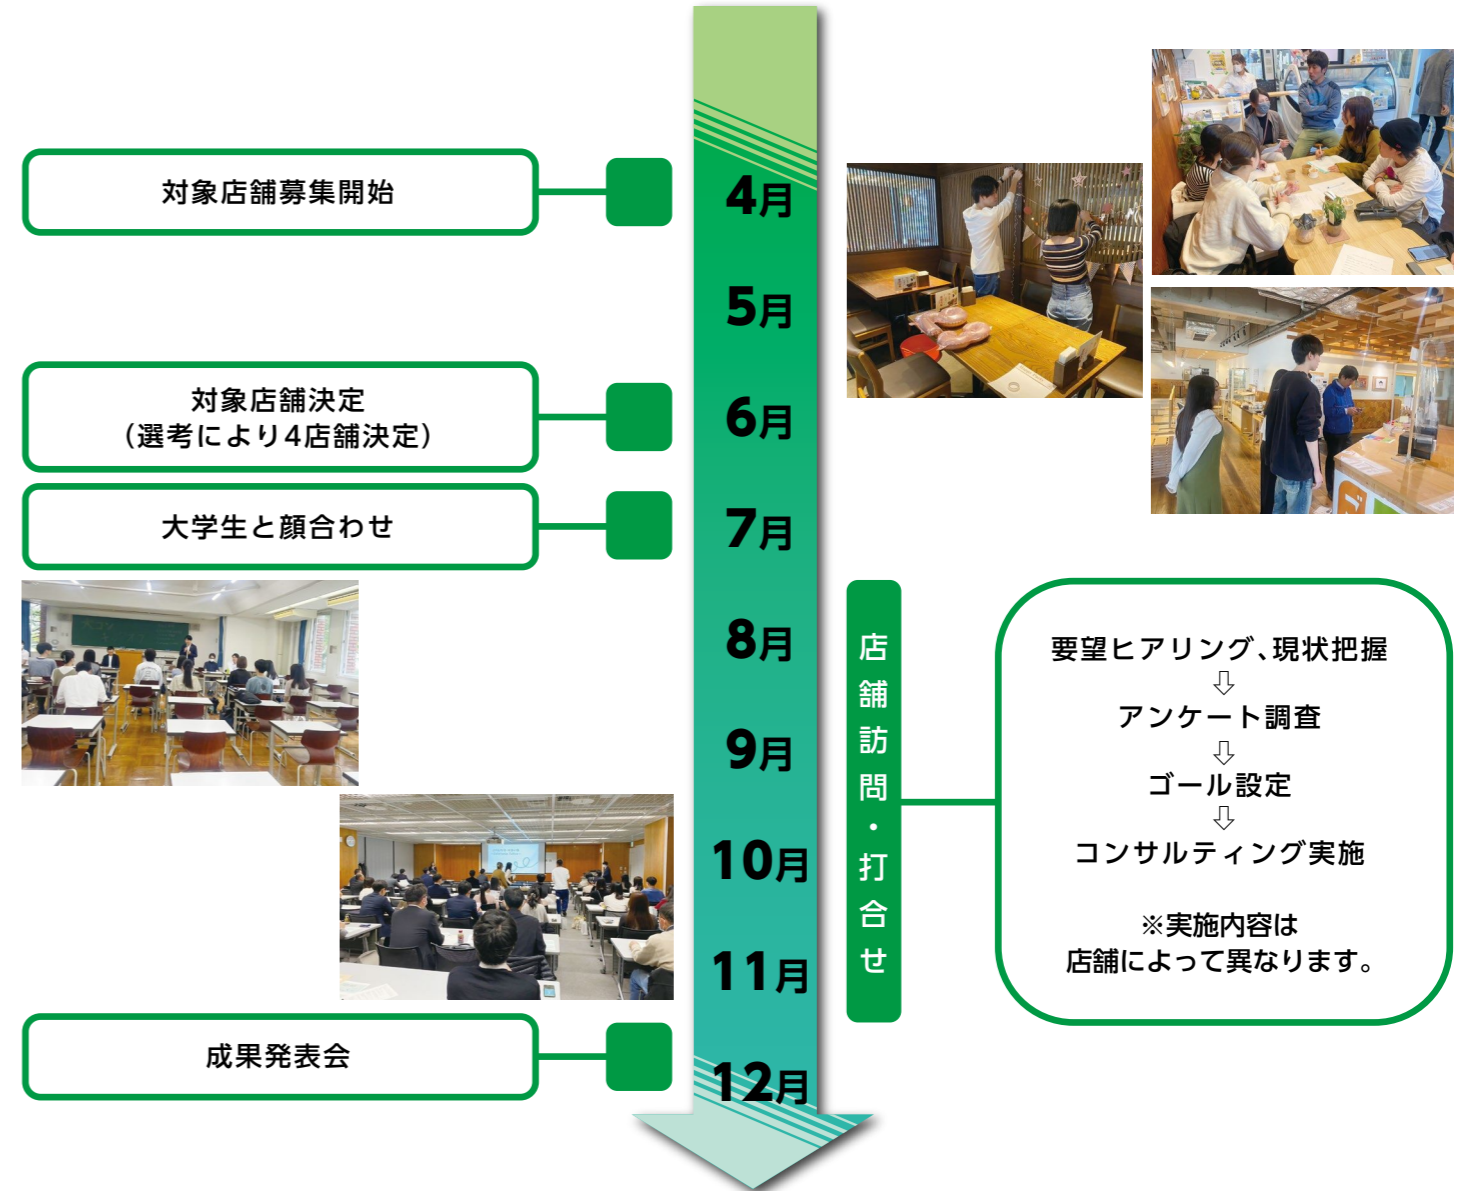 対象店舗募集開始
4月
5月
対象店舗決定
(選考により4店舗決定)
6月
大学生と顔合わせ
7月
8月
9月
10月
11月
成果発表会
12月
店舗訪問・打合せ
要望ヒアリング、現状把握
⇩
アンケート調査
⇩
ゴール設定
⇩
コンサルティング実施
※実施内容は
店舗によって異なります。